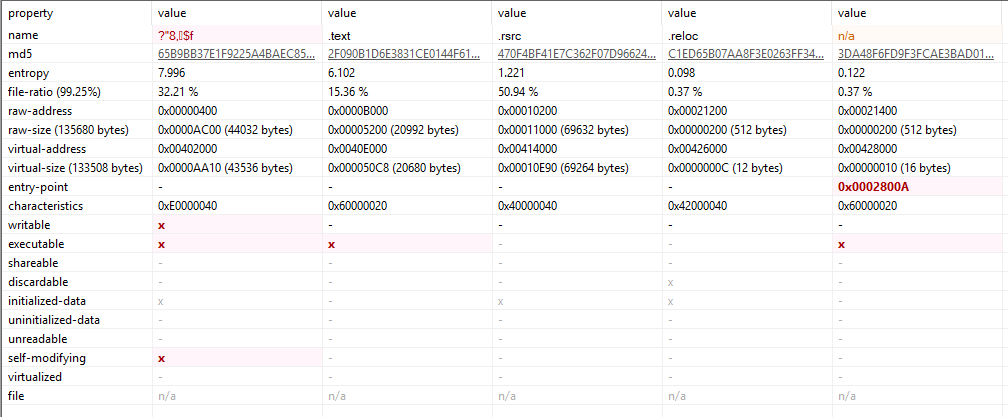 property value value value value value
name ?"8,▯$f .text .rsrc .reloc n/a
md5 65B9BB37E1F9225A4BAEC85... 2F090B1D6E3831CE0144F61... 470F4BF41E7C362F07D96624... C1ED65B07AA8F3E0263FF34... 3DA48F6FD9F3FCAE3BAD01...
entropy 7.996 6.102 1.221 0.098 0.122
file-ratio (99.25%) 32.21 % 15.36 % 50.94 % 0.37 % 0.37 %
raw-address 0x00000400 0x0000B000 0x00010200 0x00021200 0x00021400
raw-size (135680 bytes) 0x0000AC00 (44032 bytes) 0x00005200 (20992 bytes) 0x00011000 (69632 bytes) 0x00000200 (512 bytes) 0x00000200 (512 bytes)
virtual-address 0x00402000 0x0040E000 0x00414000 0x00426000 0x00428000
virtual-size (133508 bytes) 0x0000AA10 (43536 bytes) 0x000050C8 (20680 bytes) 0x00010E90 (69264 bytes) 0x0000000C (12 bytes) 0x00000010 (16 bytes)
entry-point - - - - 0x0002800A
characteristics 0xE0000040 0x60000020 0x40000040 0x42000040 0x60000020
writable x - - - -
executable x x - - x
shareable - - - - -
discardable - - - x -
initialized-data x - x x -
uninitialized-data - - - - -
unreadable - - - - -
self-modifying x - - - -
virtualized - - - - -
file n/a n/a n/a n/a n/a